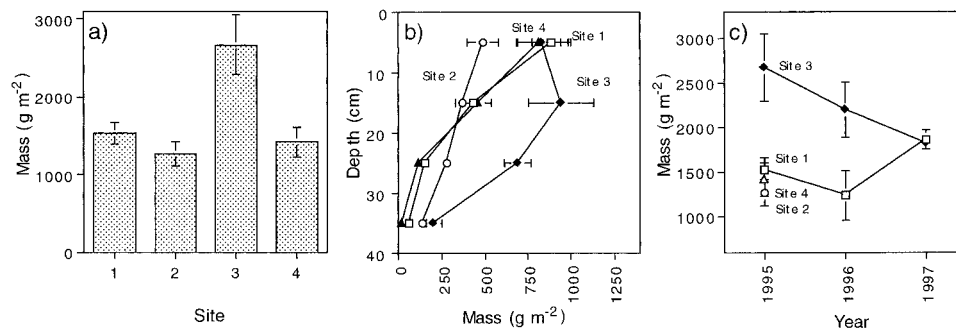 a)
3000
2000
1000
0
Mass (g m⁻²)
1 2 3 4
Site
b)
0
10
20
30
40
Depth (cm)
Site 4
Site 1
Site 2
Site 3
0 250 500 750 1000 1250
Mass (g m⁻²)
c)
3000
2500
2000
1500
1000
Mass (g m⁻²)
Site 3
Site 1
Site 4
Site 2
1995 1996 1997
Year